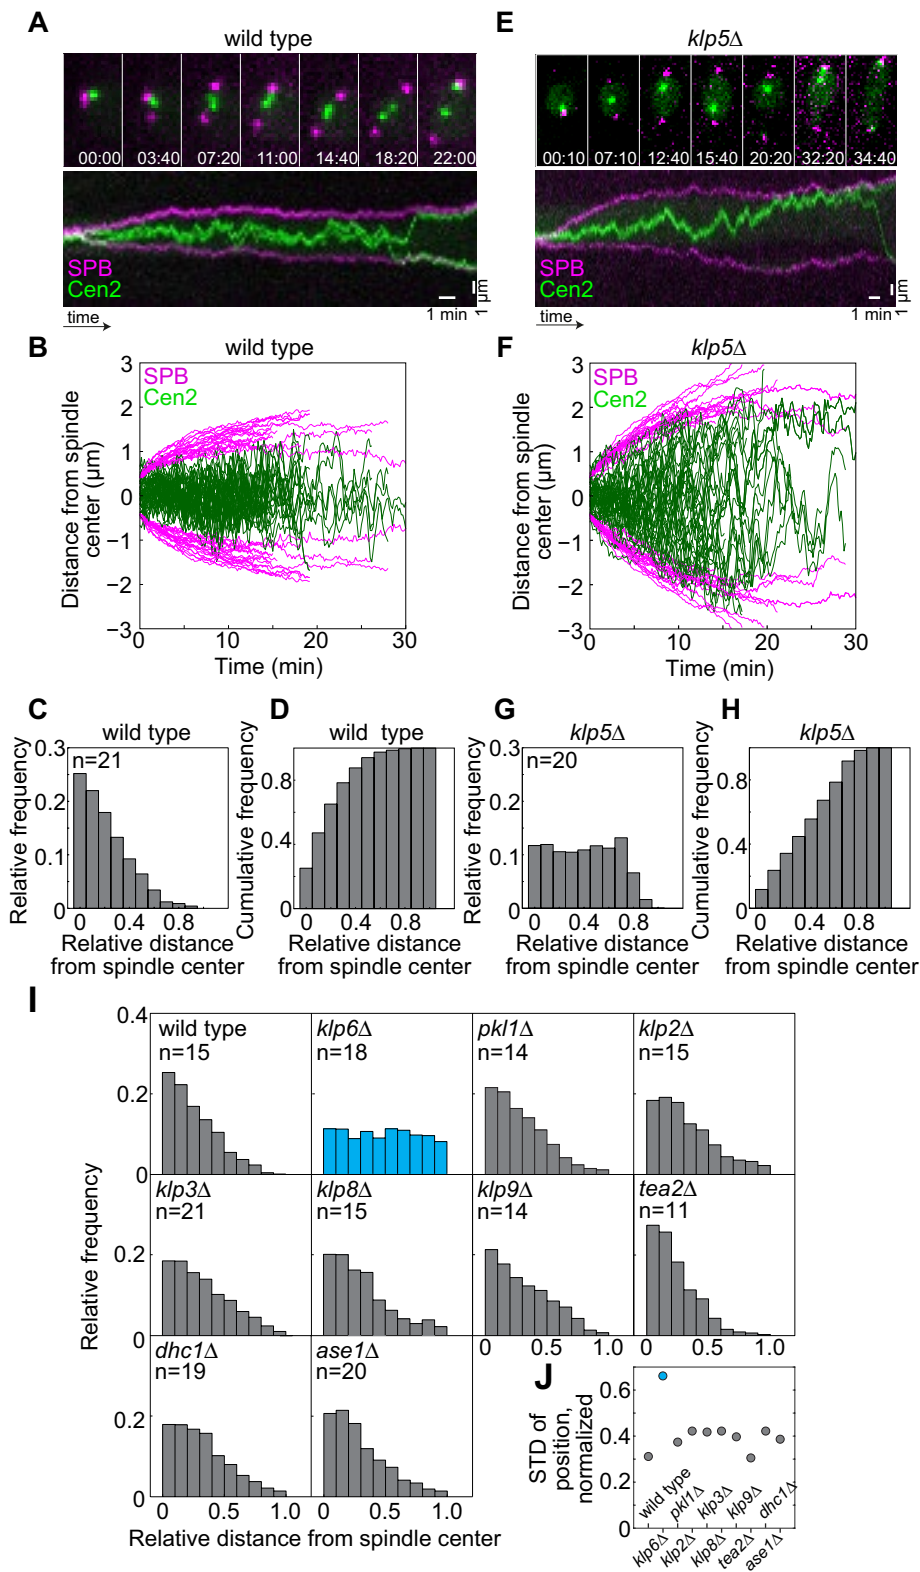 A
wild type
00:00 03:40 07:20 11:00 14:40 18:20 22:00
SPB
Cen2
time
1 min
1 µm
E
klp5Δ
00:10 07:10 12:40 15:40 20:20 32:20 34:40
SPB
Cen2
time
1 min
1 µm
B
wild type
SPB
Cen2
Distance from spindle
center (µm)
3
2
1
0
−1
−2
−3
0 10 20 30
Time (min)
F
klp5Δ
SPB
Cen2
Distance from spindle
center (µm)
3
2
1
0
−1
−2
−3
0 10 20 30
Time (min)
C
wild type
n=21
Relative frequency
0.3
0.2
0.1
0
0 0.4 0.8
Relative distance
from spindle center
D
wild type
Cumulative frequency
0.8
0.4
0
0 0.4 0.8
Relative distance
from spindle center
G
klp5Δ
n=20
Relative frequency
0.3
0.2
0.1
0
0 0.4 0.8
Relative distance
from spindle center
H
klp5Δ
Cumulative frequency
0.8
0.4
0
0 0.4 0.8
Relative distance
from spindle center
I
Relative frequency
0.4
0.2
0
wild type
n=15
klp6Δ
n=18
pkl1Δ
n=14
klp2Δ
n=15
0.2
0
klp3Δ
n=21
klp8Δ
n=15
klp9Δ
n=14
tea2Δ
n=11
0 0.5 1.0 0 0.5 1.0
0.2
0
dhc1Δ
n=19
ase1Δ
n=20
0 0.5 1.0 0 0.5 1.0
Relative distance from spindle center
J
STD of
position,
normalized
0.6
0.4
0.2
0
wild type pkl1Δ klp3Δ klp9Δ dhc1Δ
klp6Δ klp2Δ klp8Δ tea2Δ ase1Δ